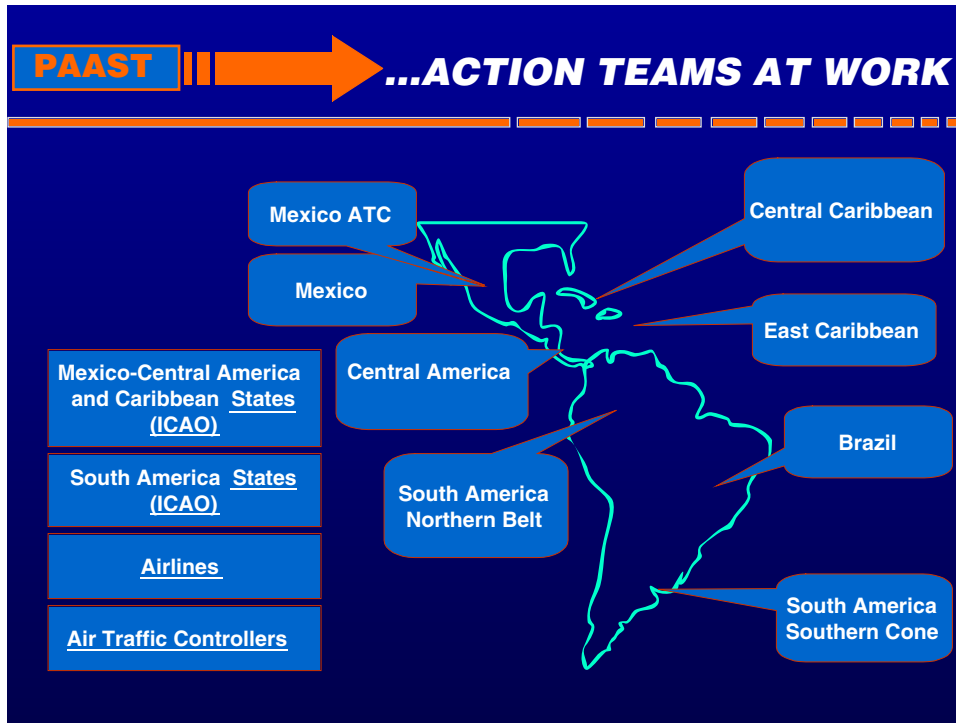 PAAST
...ACTION TEAMS AT WORK
Mexico ATC
Central Caribbean
Mexico
East Caribbean
Central America
Mexico-Central America
and Caribbean States
(ICAO)
Brazil
South America States
(ICAO)
South America
Northern Belt
Airlines
South America
Southern Cone
Air Traffic Controllers